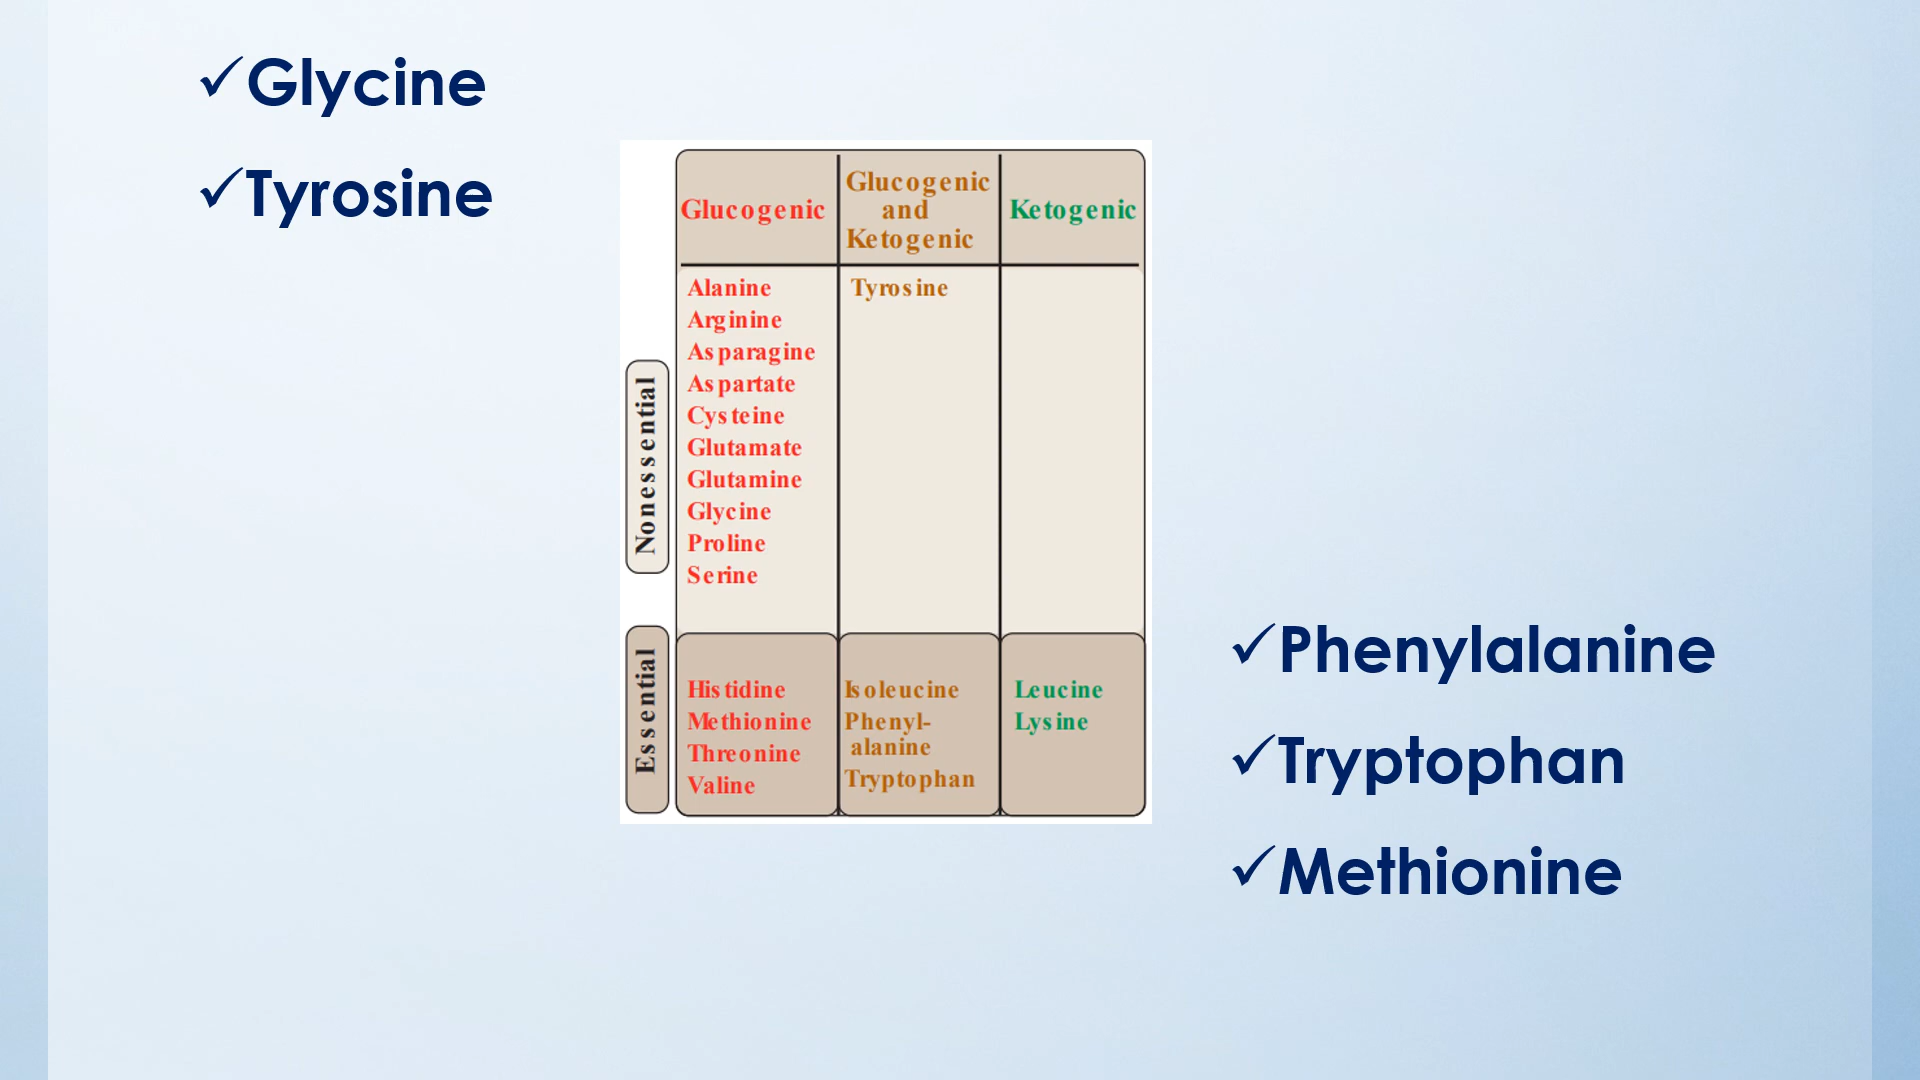 ✓Glycine
✓Tyrosine
Glucogenic
Glucogenic
and
Ketogenic
Ketogenic
Nonessential
Alanine
Arginine
Asparagine
Aspartate
Cysteine
Glutamate
Glutamine
Glycine
Proline
Serine
Tyrosine
Essential
Histidine
Methionine
Threonine
Valine
Isoleucine
Phenyl-
alanine
Tryptophan
Leucine
Lysine
✓Phenylalanine
✓Tryptophan
✓Methionine